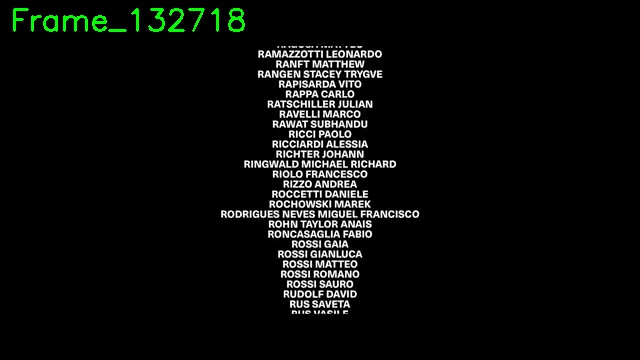 Frame_132718
RAMAZZOTTI LEONARDO
RANFT MATTHEW
RANGEN STACEY TRYGVE
RAPISARDA VITO
RAPPA CARLO
RATSCHILLER JULIAN
RAVELLI MARCO
RAWAT SUBHANDU
RICCI PAOLO
RICCIARDI ALESSIA
RICHTER JOHANN
RINGWALD MICHAEL RICHARD
RIOLO FRANCESCO
RIZZO ANDREA
ROCCETTI DANIELE
ROCHOWSKI MAREK
RODRIGUES NEVES MIGUEL FRANCISCO
ROHN TAYLOR ANAIS
RONCASAGLIA FABIO
ROSSI GAIA
ROSSI GIANLUCA
ROSSI MATTEO
ROSSI ROMANO
ROSSI SAURO
RUDOLF DAVID
RUS SAVETA
RUS VASILE